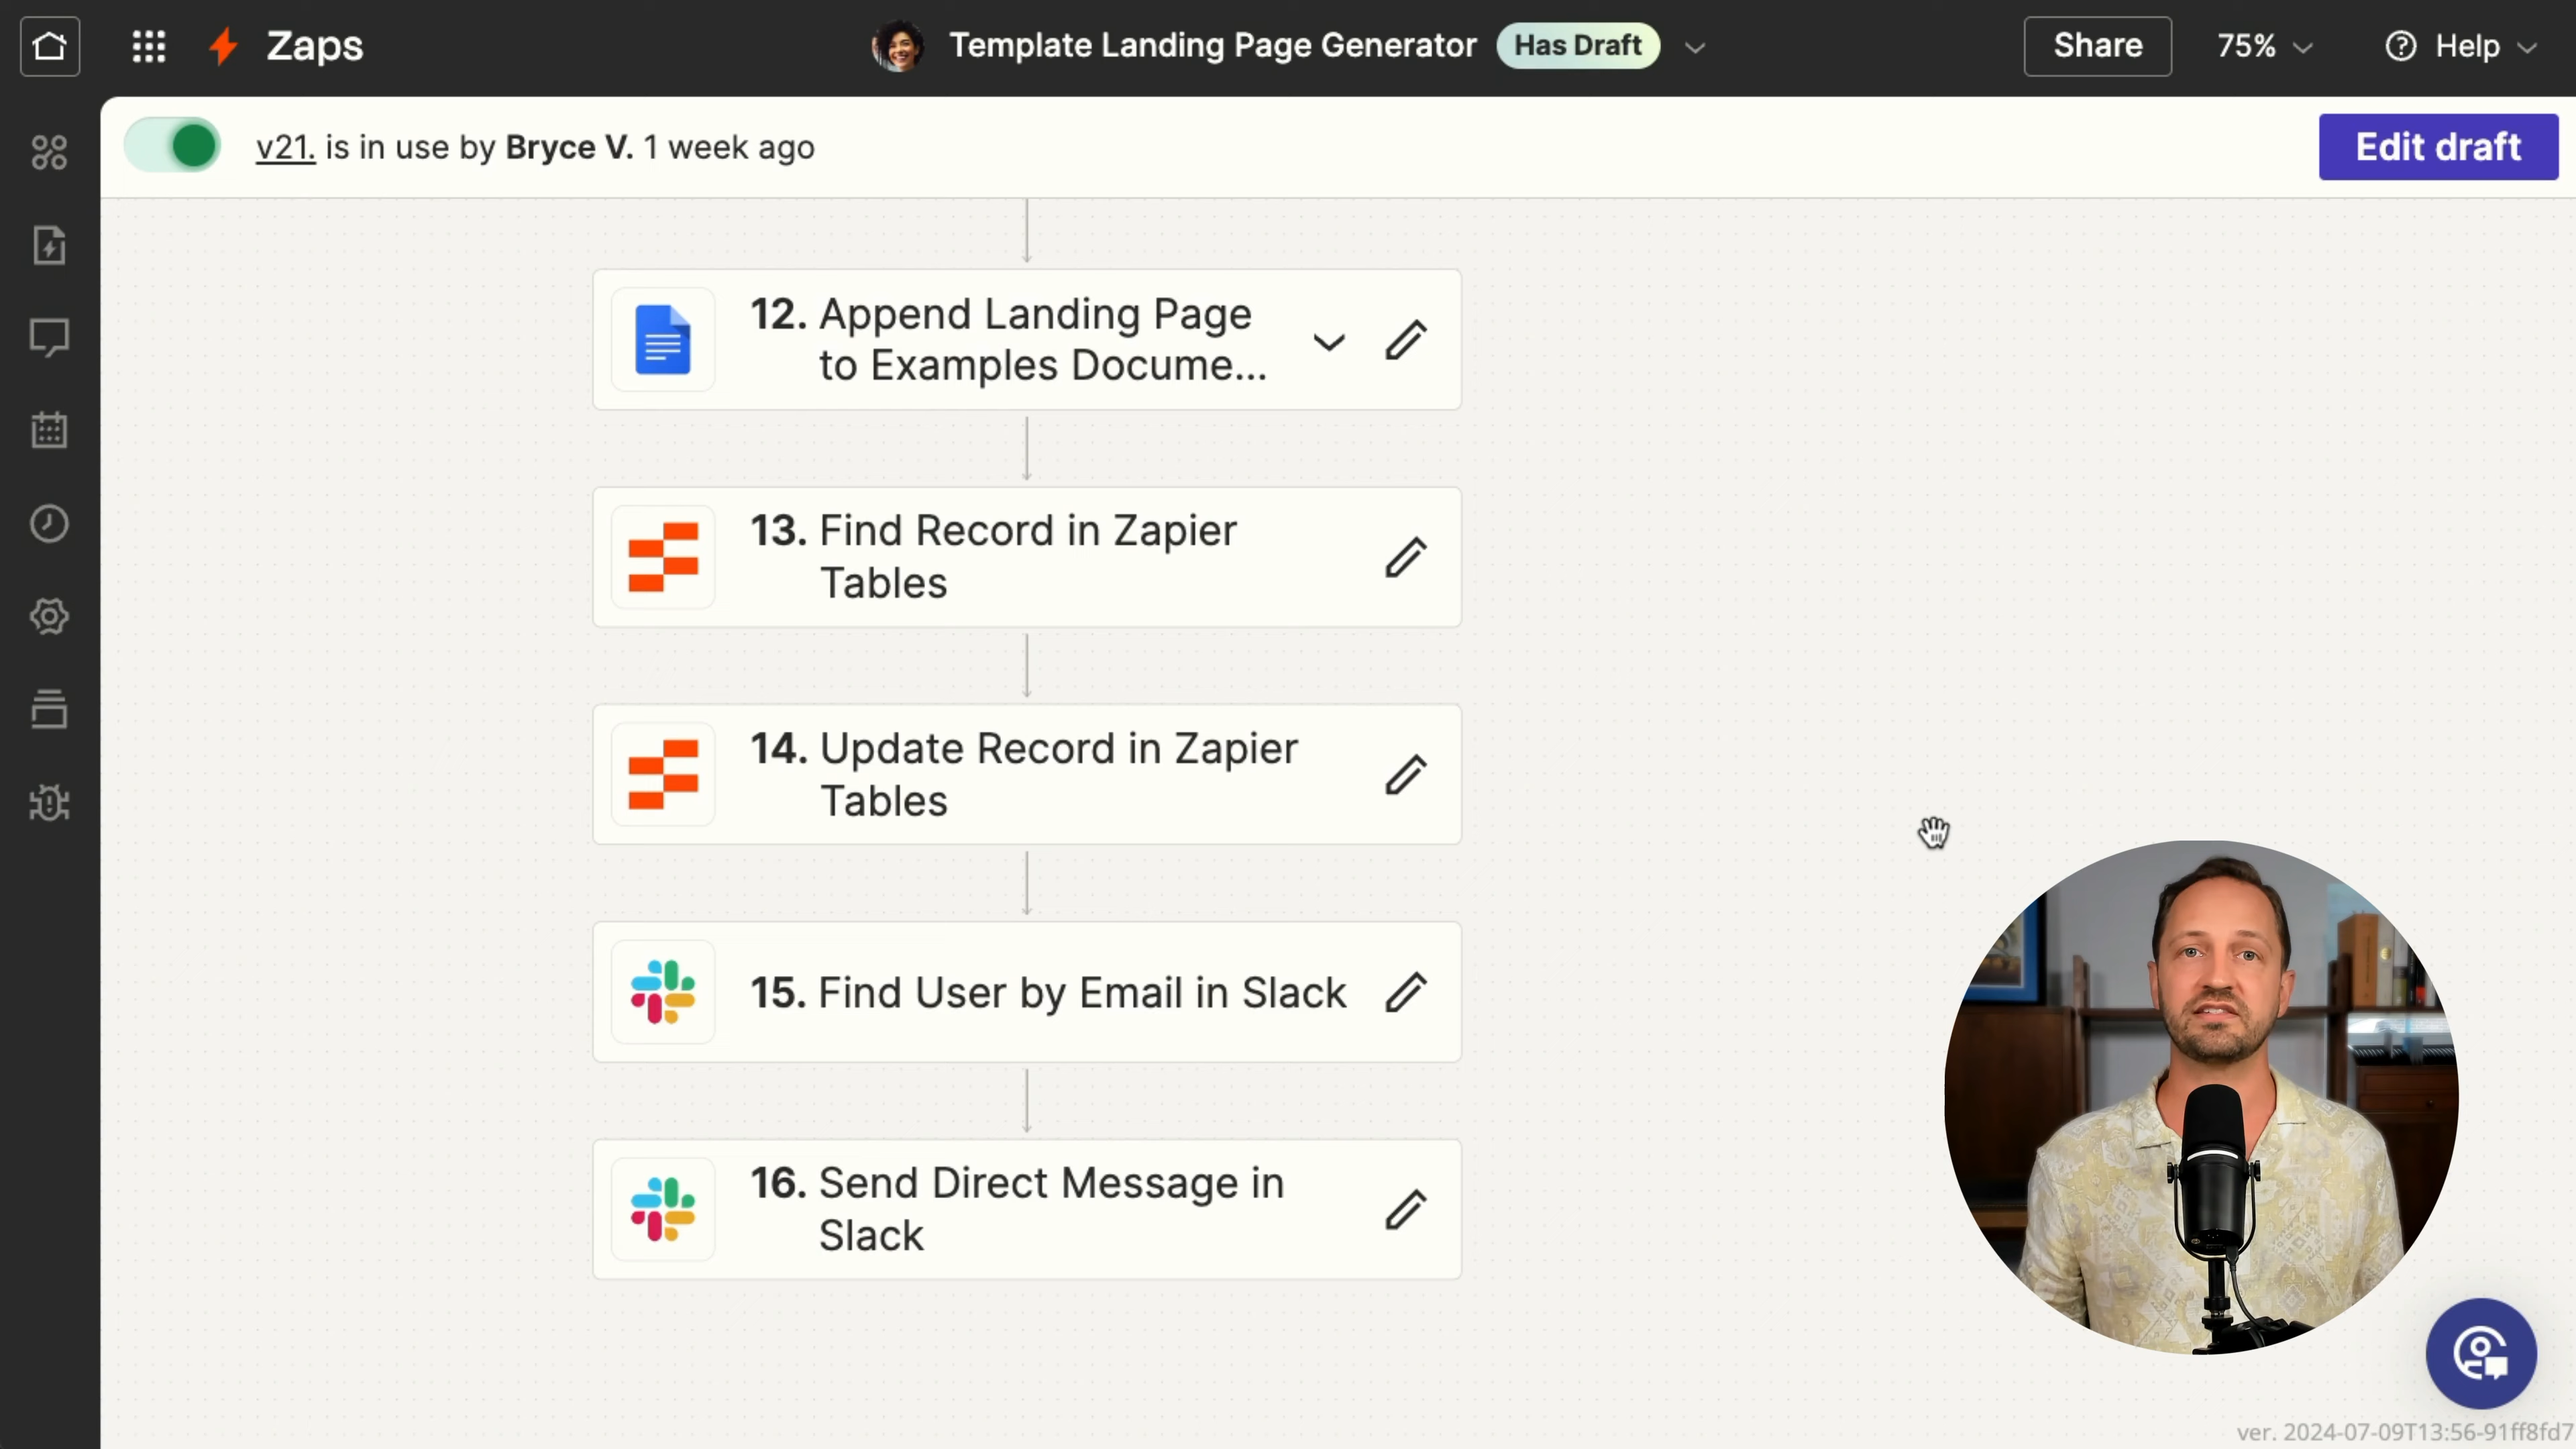 Zaps
Template Landing Page Generator
Has Draft
Share
75%
Help
v21. is in use by Bryce V. 1 week ago
Edit draft
12. Append Landing Page
to Examples Docume...
13. Find Record in Zapier
Tables
14. Update Record in Zapier
Tables
15. Find User by Email in Slack
16. Send Direct Message in
Slack
ver. 2024-07-09T13:56-91ff8fd7